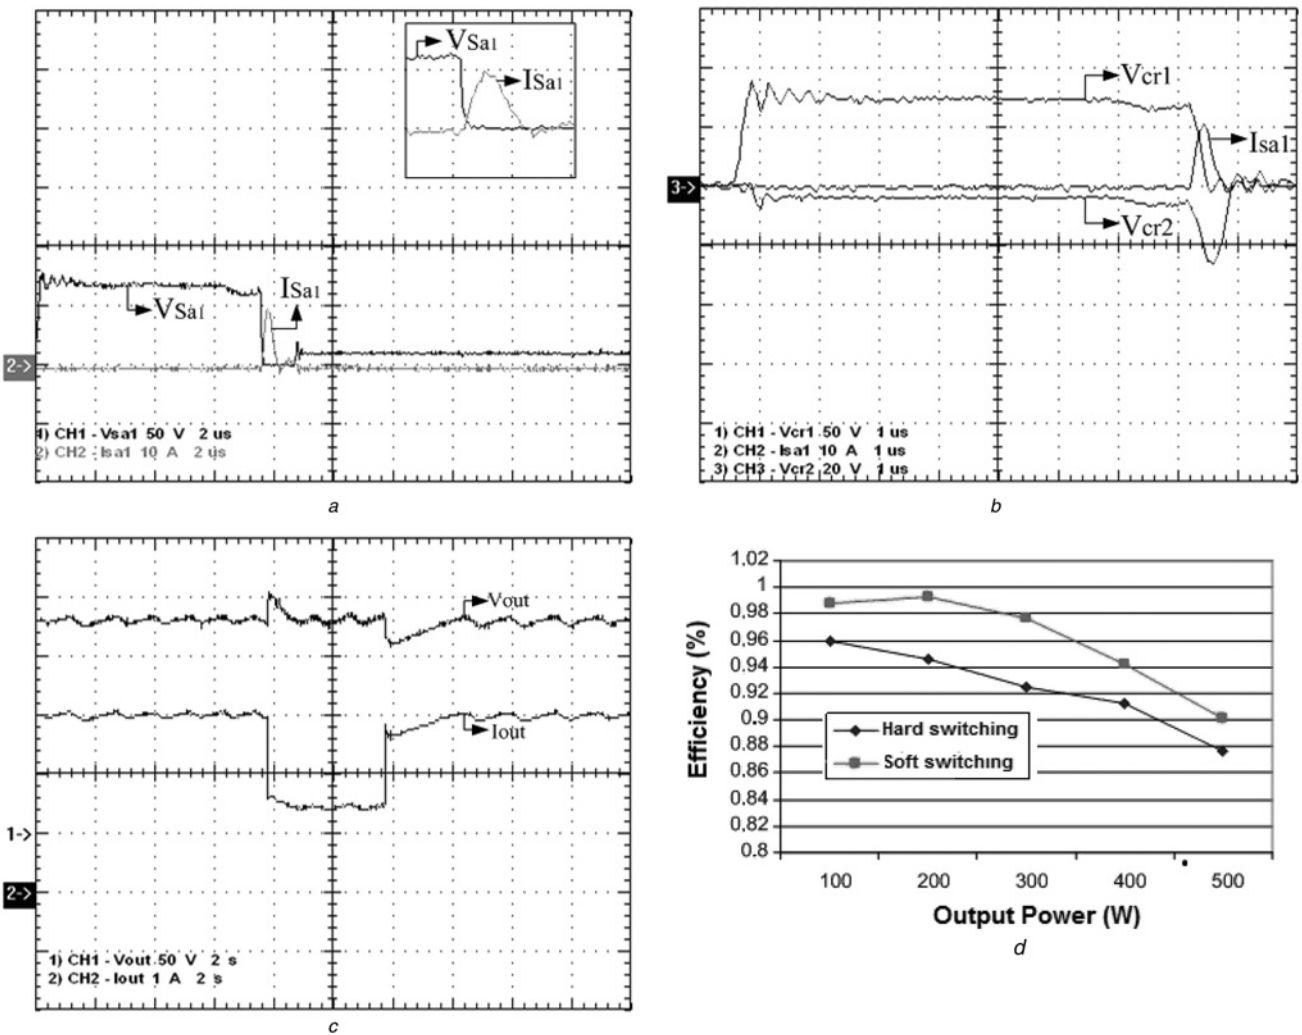 VSa1
ISa1
ISa1
VSa1
2->
1) CH1 - Vsa1 50 V 2 us
2) CH2 - Isa1 10 A 2 us
a
Vcr1
Isa1
3->
Vcr2
1) CH1 - Vcr1 50 V 1 us
2) CH2 - Isa1 10 A 1 us
3) CH3 - Vcr2 20 V 1 us
b
Vout
Iout
1->
2->
1) CH1 - Vout 50 V 2 s
2) CH2 - Iout 1 A 2 s
c
1,02
1
0,98
0,96
0,94
0,92
0,9
0,88
0,86
0,84
0,82
0,8
Efficiency (%)
Hard switching
Soft switching
100 200 300 400 500
Output Power (W)
d